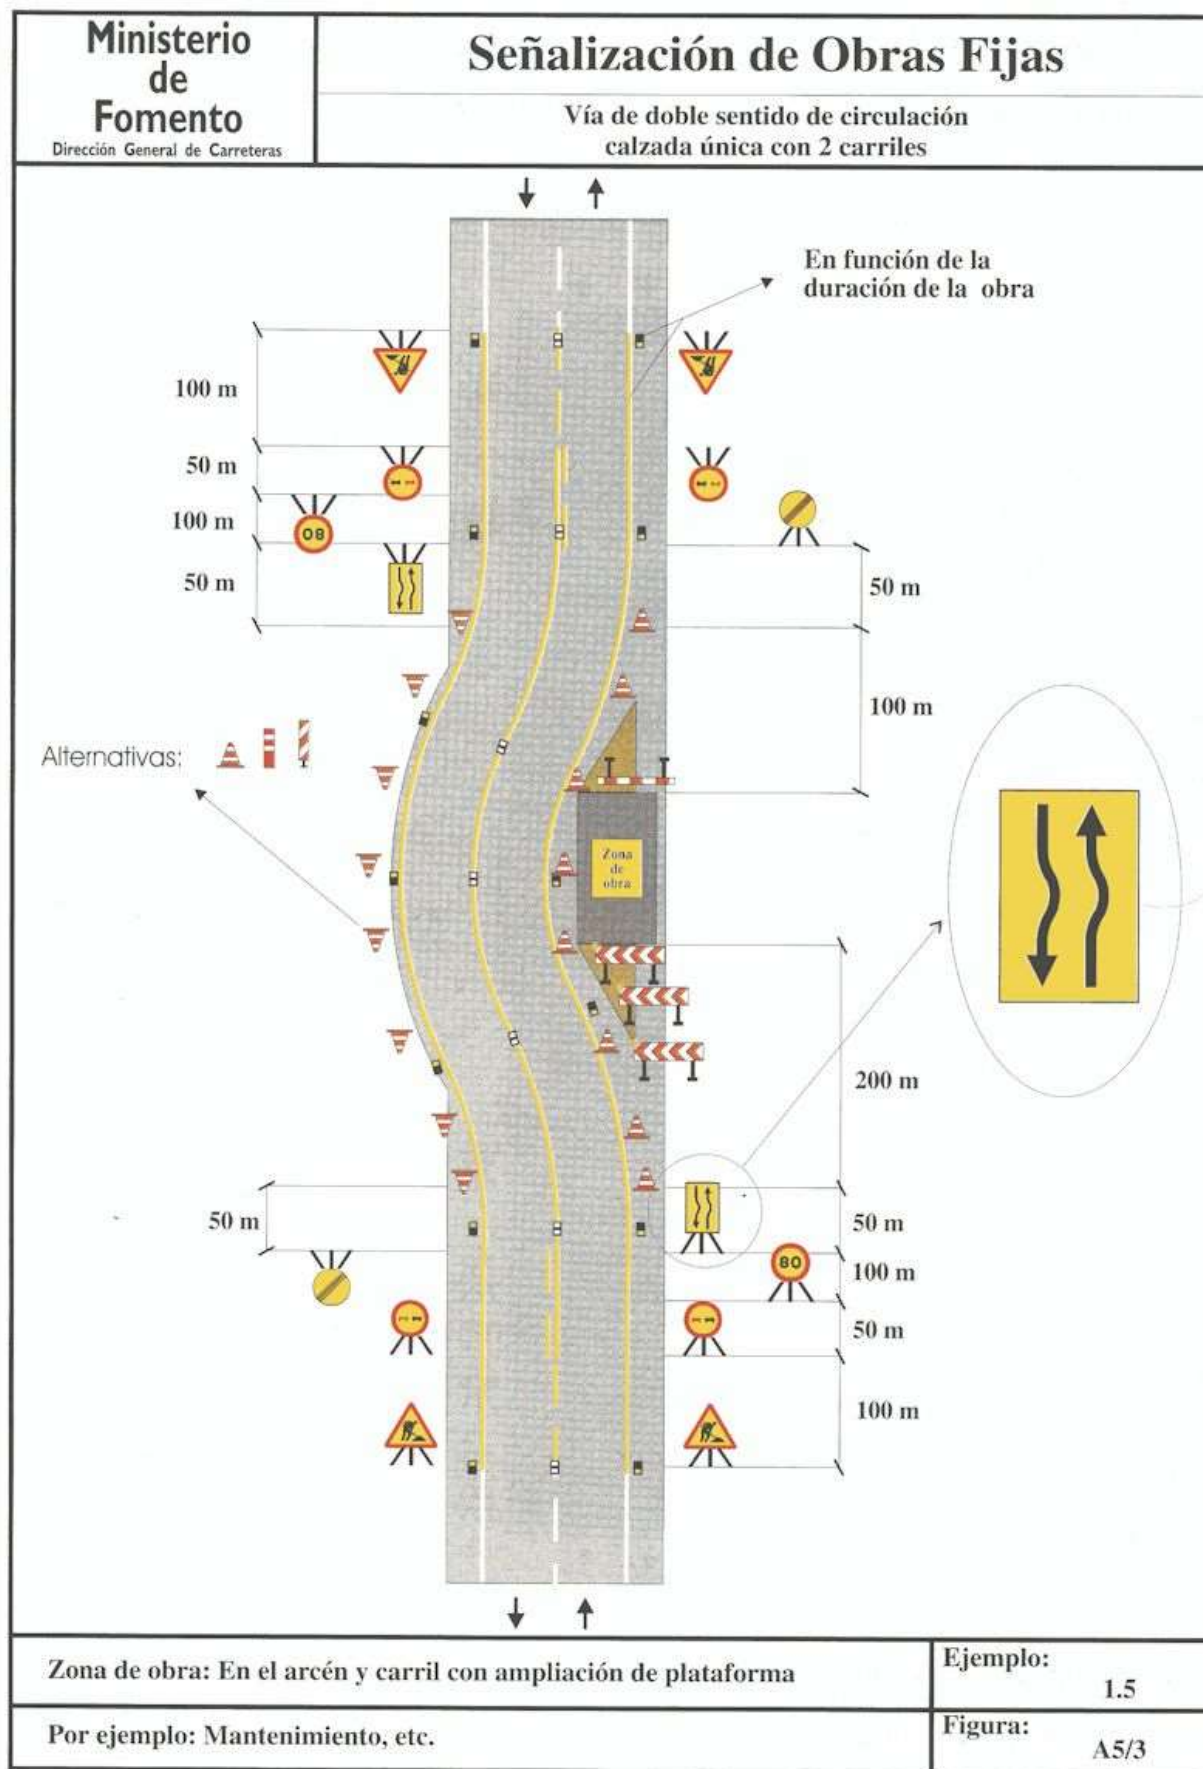 Ministerio
de
Fomento
Dirección General de Carreteras
Señalización de Obras Fijas
Vía de doble sentido de circulación
calzada única con 2 carriles
En función de la
duración de la obra
100 m
50 m
100 m
80
50 m
50 m
100 m
Alternativas:
Zona
de
obra
200 m
50 m
50 m
80
100 m
50 m
100 m
Zona de obra: En el arcén y carril con ampliación de plataforma
Ejemplo:
1.5
Por ejemplo: Mantenimiento, etc.
Figura:
A5/3